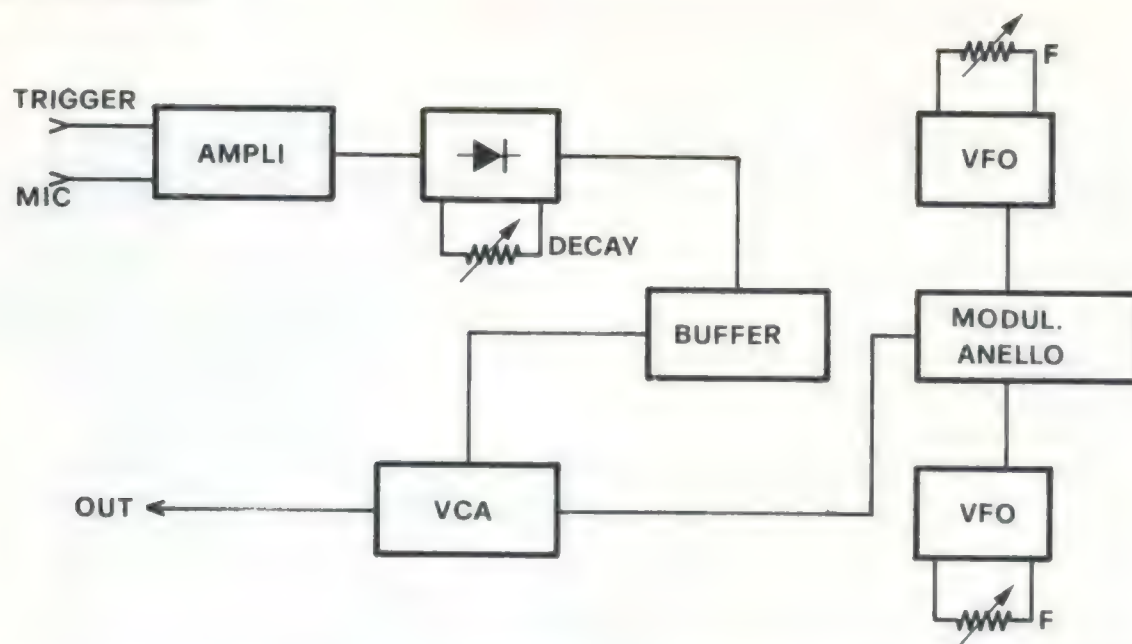 TRIGGER
MIC
AMPLI
DECAY
BUFFER
VCA
OUT
F
VFO
MODUL.
ANELLO
VFO
F